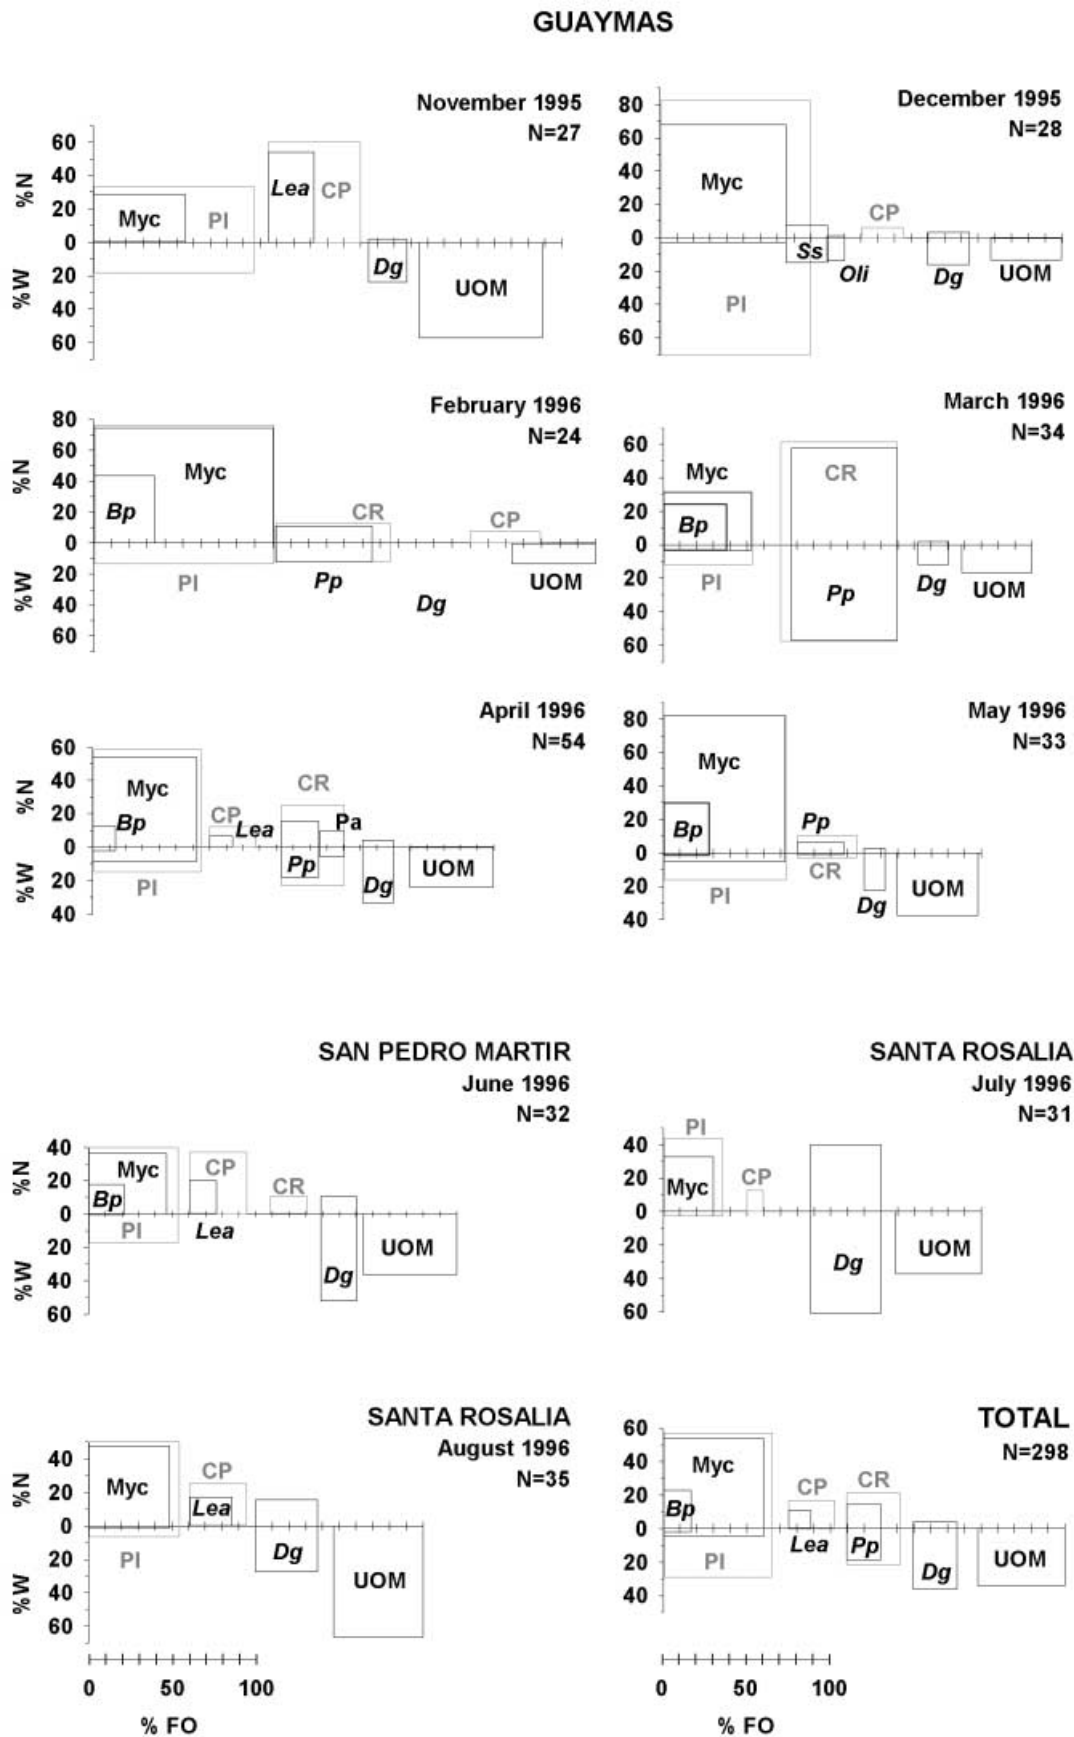 GUAYMAS
November 1995
N=27
%N
%W
60
40
20
0
20
40
60
Myc
PI
Lea
CP
Dg
UOM
December 1995
N=28
80
60
40
20
0
20
40
60
Myc
PI
Ss
Oli
CP
Dg
UOM
February 1996
N=24
%N
%W
80
60
40
20
0
20
40
60
Bp
Myc
PI
CR
Pp
Dg
CP
UOM
March 1996
N=34
60
40
20
0
20
40
60
Myc
Bp
PI
CR
Pp
Dg
UOM
April 1996
N=54
%N
%W
60
40
20
0
20
40
Myc
Bp
PI
CP
Lea
CR
Pa
Pp
Dg
UOM
May 1996
N=33
80
60
40
20
0
20
40
Myc
Bp
PI
Pp
CR
Dg
UOM
SAN PEDRO MARTIR
June 1996
N=32
%N
%W
40
20
0
20
40
60
Myc
Bp
PI
CP
Lea
CR
Dg
UOM
SANTA ROSALIA
July 1996
N=31
40
20
0
20
40
60
PI
Myc
CP
Dg
UOM
SANTA ROSALIA
August 1996
N=35
%N
%W
40
20
0
20
40
60
Myc
PI
CP
Lea
Dg
UOM
0 50 100
% FO
TOTAL
N=298
60
40
20
0
20
40
Myc
Bp
PI
CP
Lea
CR
Pp
Dg
UOM
0 50 100
% FO